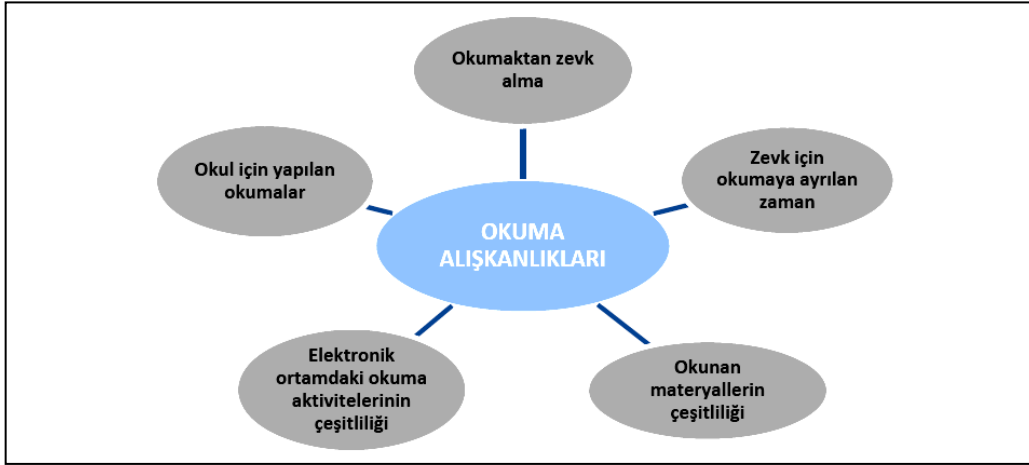 Okumaktan zevk
alma
Okul için yapılan
okumalar
Zevk için
okumaya ayrılan
zaman
OKUMA
ALIŞKANLIKLARI
Elektronik
ortamdaki okuma
aktivitelerinin
çeşitliliği
Okunan
materyallerin
çeşitliliği